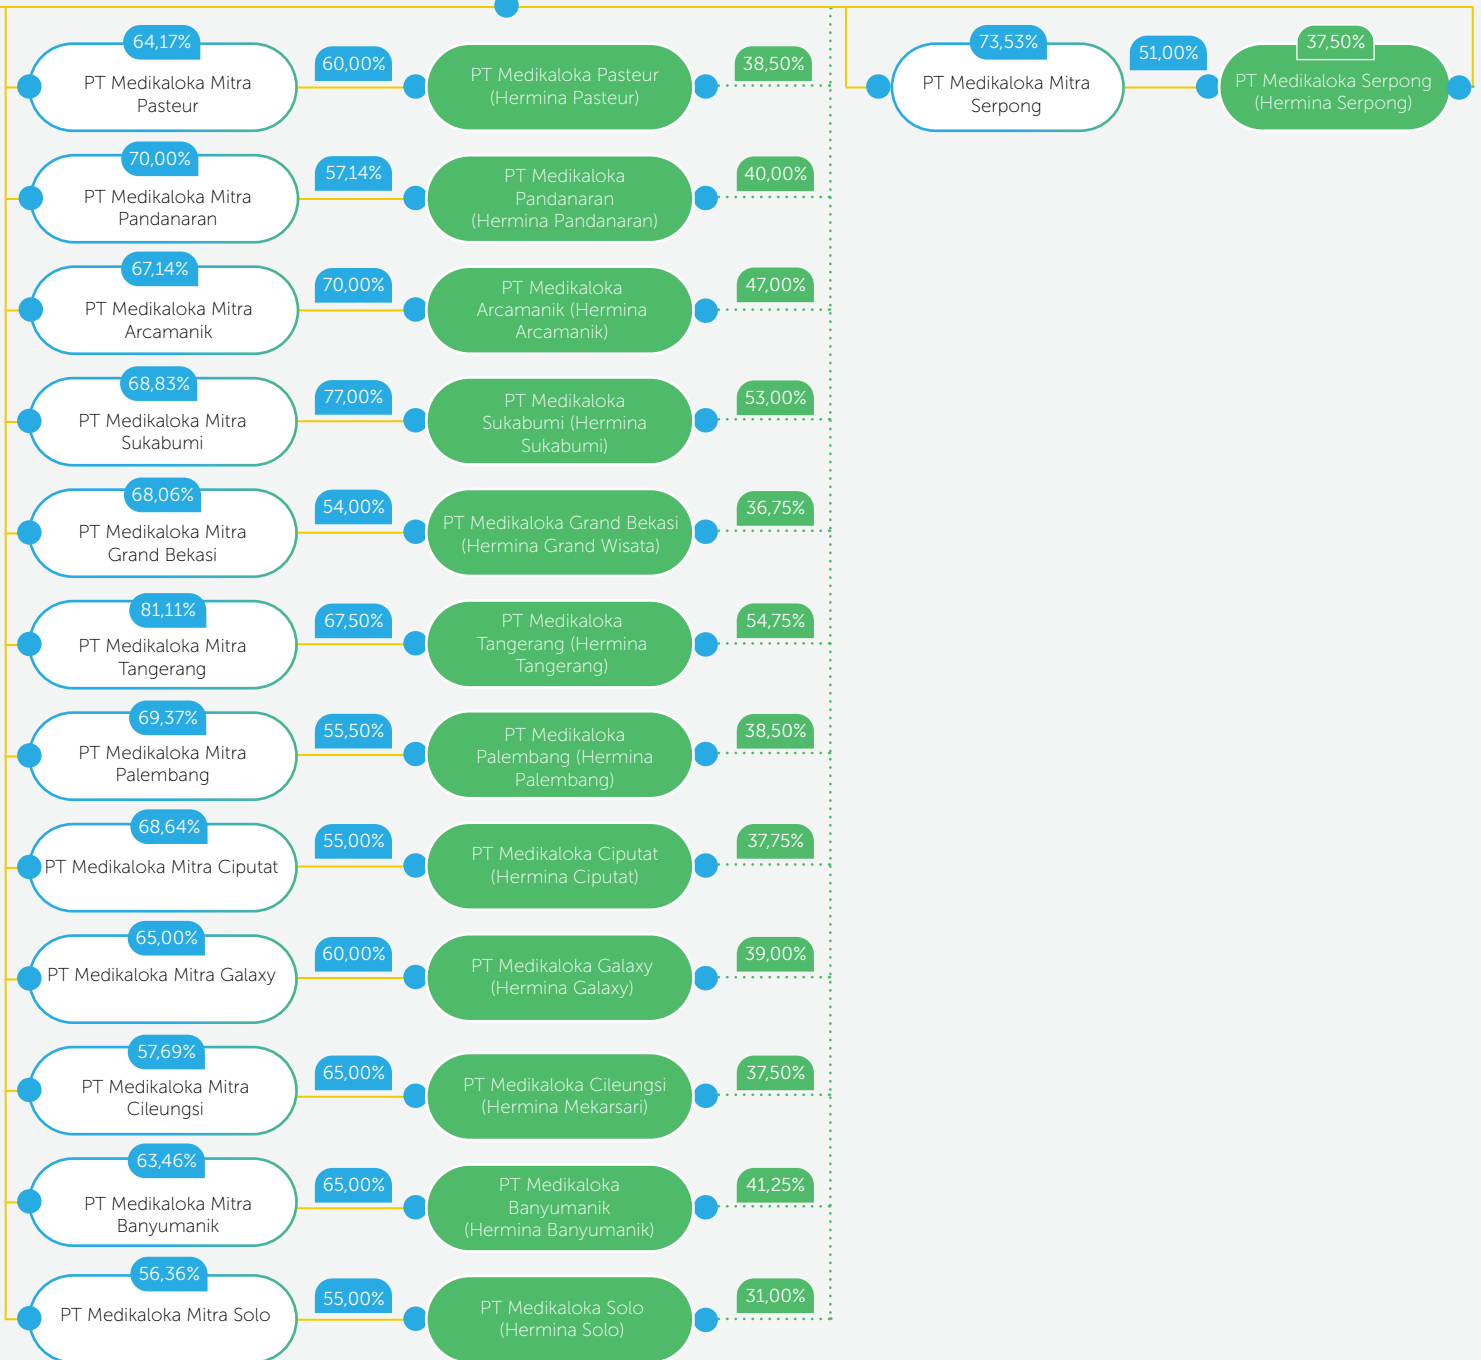 64,17%
PT Medikaloka Mitra
Pasteur
60,00%
PT Medikaloka Pasteur
(Hermina Pasteur)
38,50%
73,53%
PT Medikaloka Mitra
Serpong
51,00%
37,50%
PT Medikaloka Serpong
(Hermina Serpong)
70,00%
PT Medikaloka Mitra
Pandanaran
57,14%
PT Medikaloka
Pandanaran
(Hermina Pandanaran)
40,00%
67,14%
PT Medikaloka Mitra
Arcamanik
70,00%
PT Medikaloka
Arcamanik (Hermina
Arcamanik)
47,00%
68,83%
PT Medikaloka Mitra
Sukabumi
77,00%
PT Medikaloka
Sukabumi (Hermina
Sukabumi)
53,00%
68,06%
PT Medikaloka Mitra
Grand Bekasi
54,00%
PT Medikaloka Grand Bekasi
(Hermina Grand Wisata)
36,75%
81,11%
PT Medikaloka Mitra
Tangerang
67,50%
PT Medikaloka
Tangerang (Hermina
Tangerang)
54,75%
69,37%
PT Medikaloka Mitra
Palembang
55,50%
PT Medikaloka
Palembang (Hermina
Palembang)
38,50%
68,64%
PT Medikaloka Mitra Ciputat
55,00%
PT Medikaloka Ciputat
(Hermina Ciputat)
37,75%
65,00%
PT Medikaloka Mitra Galaxy
60,00%
PT Medikaloka Galaxy
(Hermina Galaxy)
39,00%
57,69%
PT Medikaloka Mitra
Cileungsi
65,00%
PT Medikaloka Cileungsi
(Hermina Mekarsari)
37,50%
63,46%
PT Medikaloka Mitra
Banyumanik
65,00%
PT Medikaloka
Banyumanik
(Hermina Banyumanik)
41,25%
56,36%
PT Medikaloka Mitra Solo
55,00%
PT Medikaloka Solo
(Hermina Solo)
31,00%